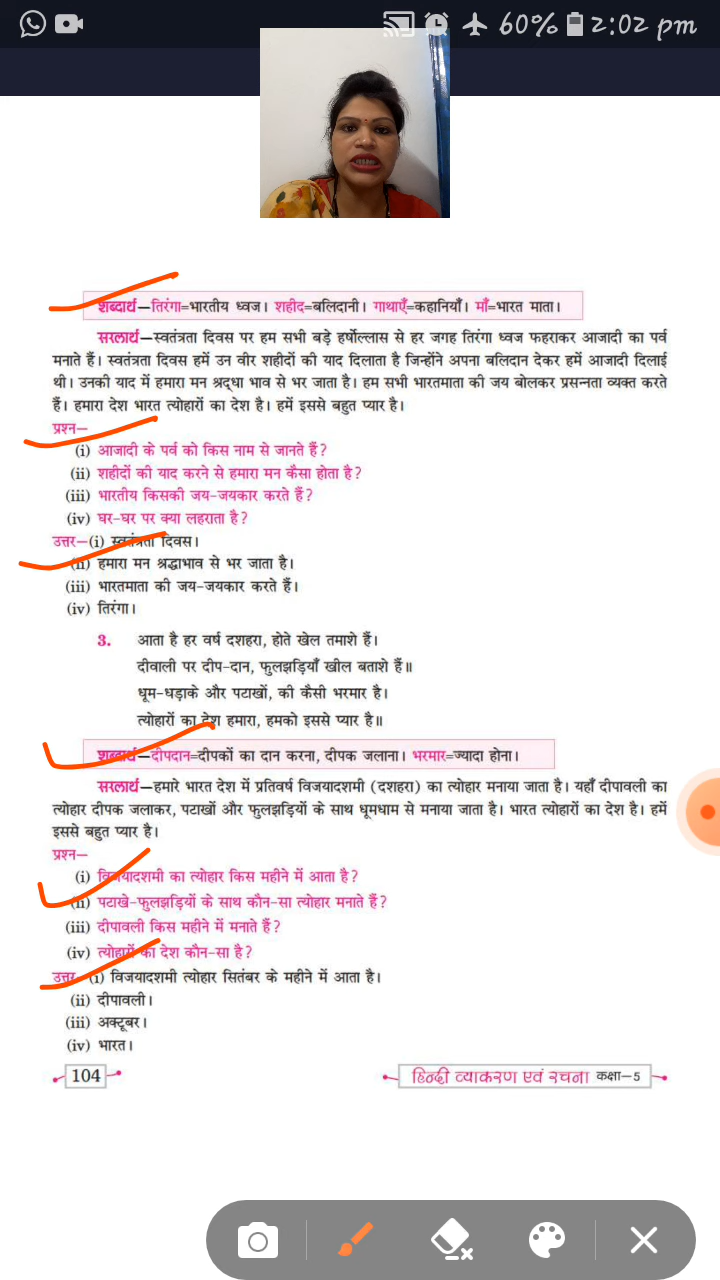 60% 2:02 pm
शब्दार्थ—तिरंगा=भारतीय ध्वज। शहीद=बलिदानी। गाथाएँ=कहानियाँ। माँ=भारत माता।
सरलार्थ—स्वतंत्रता दिवस पर हम सभी बड़े हर्षोल्लास से हर जगह तिरंगा ध्वज फहराकर आजादी का पर्व
मनाते हैं। स्वतंत्रता दिवस हमें उन वीर शहीदों की याद दिलाता है जिन्होंने अपना बलिदान देकर हमें आजादी दिलाई
थी। उनकी याद में हमारा मन श्रद्धा भाव से भर जाता है। हम सभी भारतमाता की जय बोलकर प्रसन्नता व्यक्त करते
हैं। हमारा देश भारत त्योहारों का देश है। हमें इससे बहुत प्यार है।
प्रश्न—
(i) आजादी के पर्व को किस नाम से जानते हैं?
(ii) शहीदों की याद करने से हमारा मन कैसा होता है?
(iii) भारतीय किसकी जय-जयकार करते हैं?
(iv) घर-घर पर क्या लहराता है?
उत्तर—(i) स्वतंत्रता दिवस।
(ii) हमारा मन श्रद्धाभाव से भर जाता है।
(iii) भारतमाता की जय-जयकार करते हैं।
(iv) तिरंगा।
3. आता है हर वर्ष दशहरा, होते खेल तमाशे हैं।
दीवाली पर दीप-दान, फुलझड़ियाँ खील बताशे हैं॥
धूम-धड़ाके और पटाखों, की कैसी भरमार है।
त्योहारों का देश हमारा, हमको इससे प्यार है॥
शब्दार्थ—दीपदान=दीपकों का दान करना, दीपक जलाना। भरमार=ज्यादा होना।
सरलार्थ—हमारे भारत देश में प्रतिवर्ष विजयादशमी (दशहरा) का त्योहार मनाया जाता है। यहाँ दीपावली का
त्योहार दीपक जलाकर, पटाखों और फुलझड़ियों के साथ धूमधाम से मनाया जाता है। भारत त्योहारों का देश है। हमें
इससे बहुत प्यार है।
प्रश्न—
(i) विजयादशमी का त्योहार किस महीने में आता है?
(ii) पटाखे-फुलझड़ियों के साथ कौन-सा त्योहार मनाते हैं?
(iii) दीपावली किस महीने में मनाते हैं?
(iv) त्योहारों का देश कौन-सा है?
उत्तर—(i) विजयादशमी त्योहार सितंबर के महीने में आता है।
(ii) दीपावली।
(iii) अक्टूबर।
(iv) भारत।
104 हिन्दी व्याकरण एवं रचना कक्षा–5